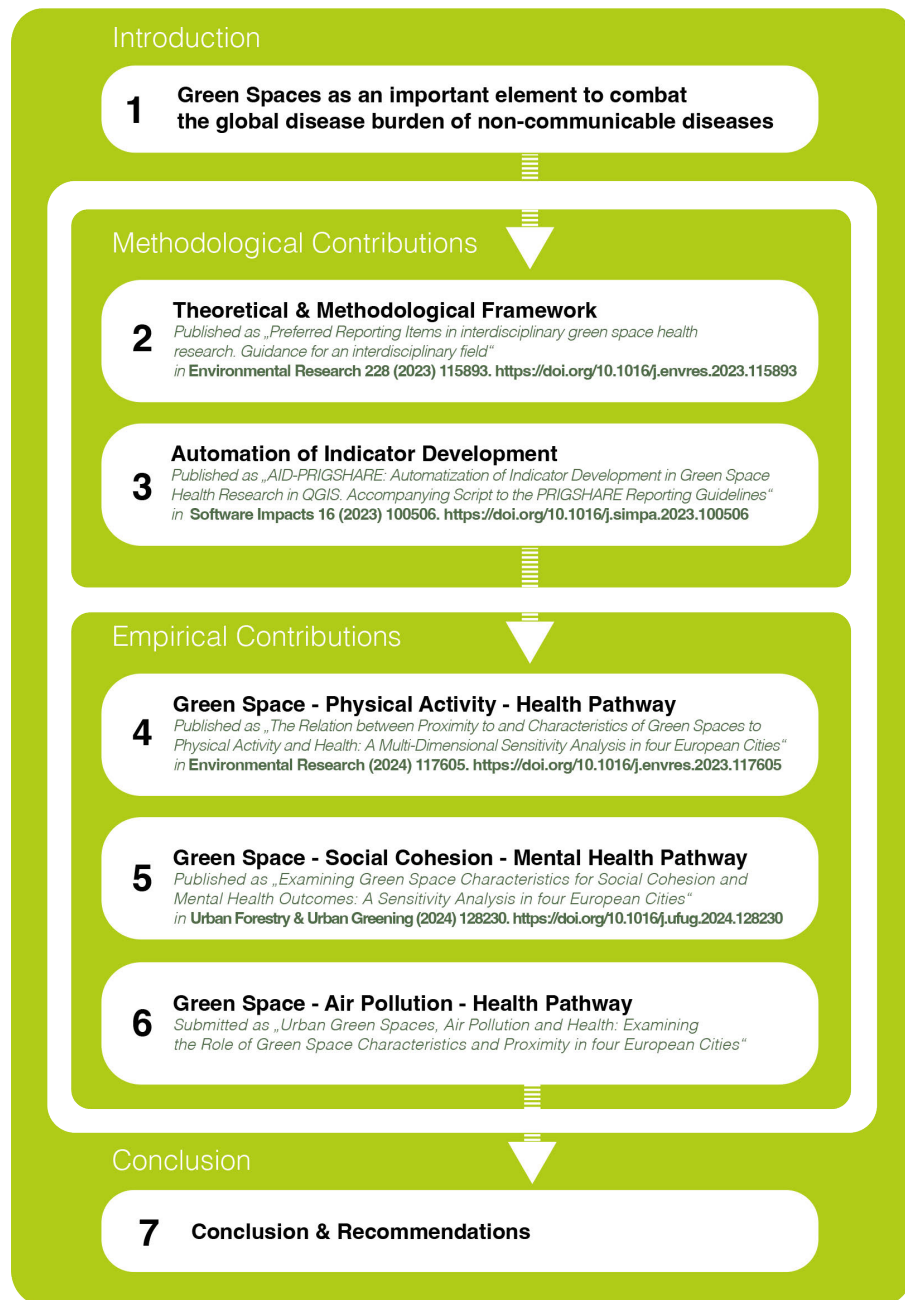 Introduction
1
Green Spaces as an important element to combat
the global disease burden of non-communicable diseases
Methodological Contributions
2
Theoretical & Methodological Framework
Published as „Preferred Reporting Items in interdisciplinary green space health
research. Guidance for an interdisciplinary field“
in Environmental Research 228 (2023) 115893. https://doi.org/10.1016/j.envres.2023.115893
3
Automation of Indicator Development
Published as „AID-PRIGSHARE: Automatization of Indicator Development in Green Space
Health Research in QGIS. Accompanying Script to the PRIGSHARE Reporting Guidelines“
in Software Impacts 16 (2023) 100506. https://doi.org/10.1016/j.simpa.2023.100506
Empirical Contributions
4
Green Space - Physical Activity - Health Pathway
Published as „The Relation between Proximity to and Characteristics of Green Spaces to
Physical Activity and Health: A Multi-Dimensional Sensitivity Analysis in four European Cities“
in Environmental Research (2024) 117605. https://doi.org/10.1016/j.envres.2023.117605
5
Green Space - Social Cohesion - Mental Health Pathway
Published as „Examining Green Space Characteristics for Social Cohesion and
Mental Health Outcomes: A Sensitivity Analysis in four European Cities“
in Urban Forestry & Urban Greening (2024) 128230. https://doi.org/10.1016/j.ufug.2024.128230
6
Green Space - Air Pollution - Health Pathway
Submitted as „Urban Green Spaces, Air Pollution and Health: Examining
the Role of Green Space Characteristics and Proximity in four European Cities“
Conclusion
7
Conclusion & Recommendations